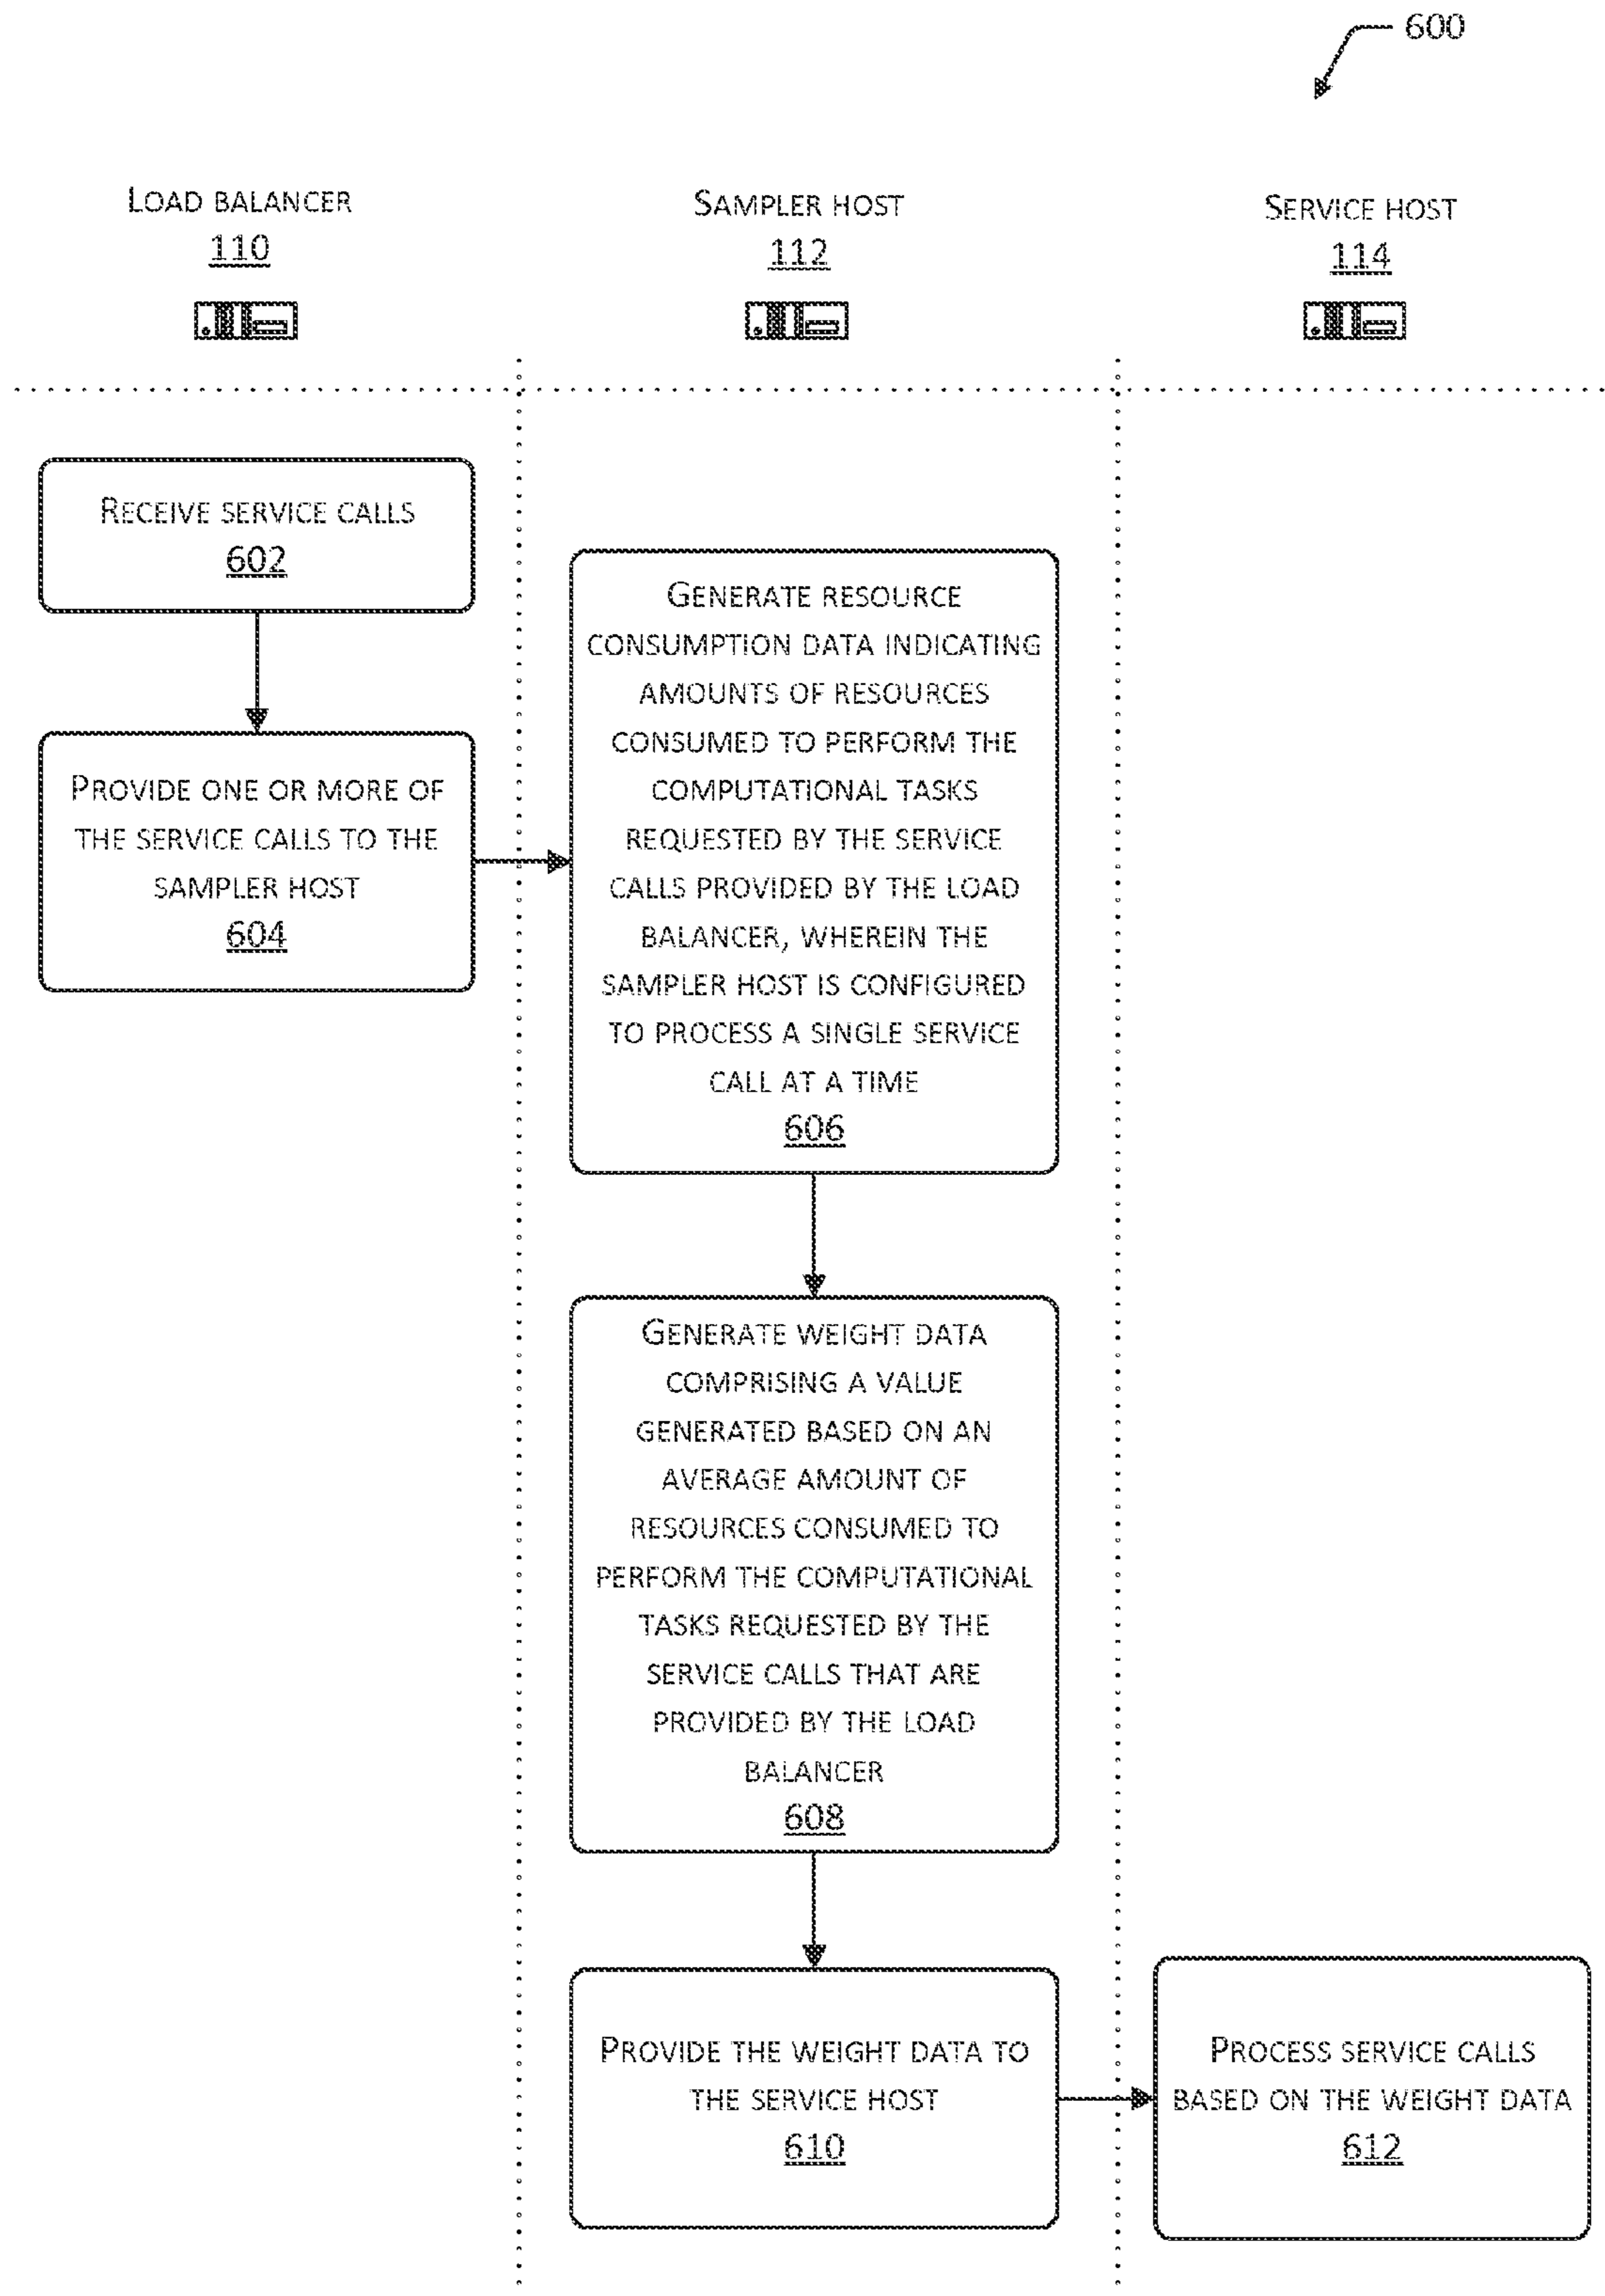 600
LOAD BALANCER
110
SAMPLER HOST
112
SERVICE HOST
114
RECEIVE SERVICE CALLS
602
PROVIDE ONE OR MORE OF
THE SERVICE CALLS TO THE
SAMPLER HOST
604
GENERATE RESOURCE
CONSUMPTION DATA INDICATING
AMOUNTS OF RESOURCES
CONSUMED TO PERFORM THE
COMPUTATIONAL TASKS
REQUESTED BY THE SERVICE
CALLS PROVIDED BY THE LOAD
BALANCER, WHEREIN THE
SAMPLER HOST IS CONFIGURED
TO PROCESS A SINGLE SERVICE
CALL AT A TIME
606
GENERATE WEIGHT DATA
COMPRISING A VALUE
GENERATED BASED ON AN
AVERAGE AMOUNT OF
RESOURCES CONSUMED TO
PERFORM THE COMPUTATIONAL
TASKS REQUESTED BY THE
SERVICE CALLS THAT ARE
PROVIDED BY THE LOAD
BALANCER
608
PROVIDE THE WEIGHT DATA TO
THE SERVICE HOST
610
PROCESS SERVICE CALLS
BASED ON THE WEIGHT DATA
612